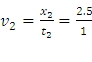 v₂ = x₂/t₂ = 2.5/1